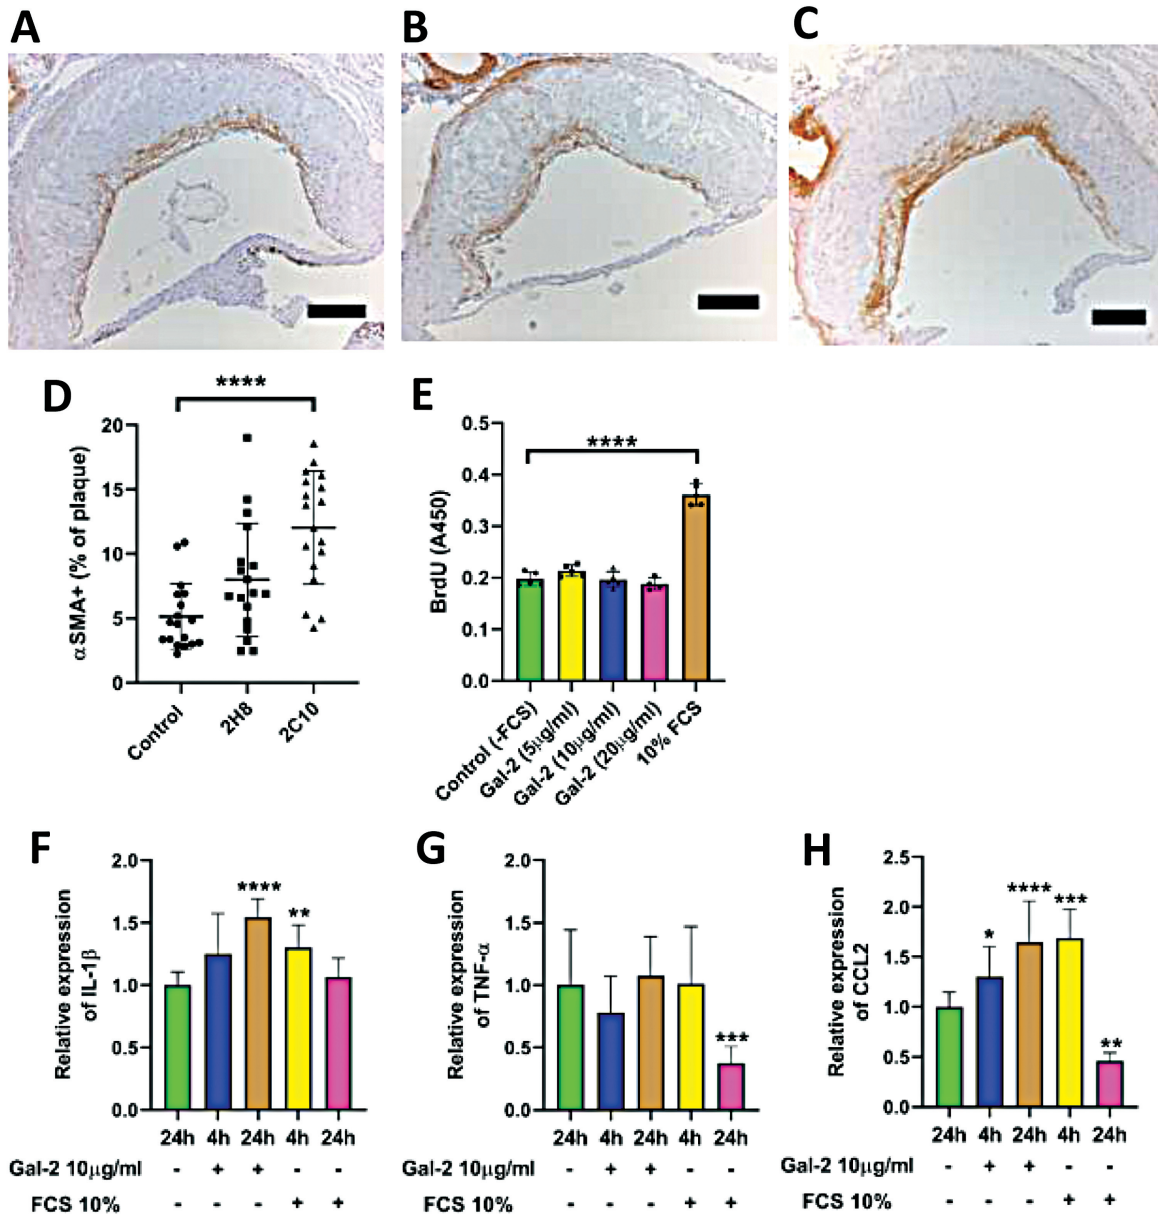 A
B
C
D
E
****
αSMA+ (% of plaque)
20
15
10
5
0
Control
2H8
2C10
****
BrdU (A450)
0.5
0.4
0.3
0.2
0.1
0.0
Control (-FCS)
Gal-2 (5μg/ml)
Gal-2 (10μg/ml)
Gal-2 (20μg/ml)
10% FCS
F
G
H
Relative expression
of IL-1β
2.0
1.5
1.0
0.5
0.0
**** **
24h 4h 24h 4h 24h
Gal-2 10μg/ml - + + - -
FCS 10% - - - + +
Relative expression
of TNF-α
2.0
1.5
1.0
0.5
0.0
***
24h 4h 24h 4h 24h
Gal-2 10μg/ml - + + - -
FCS 10% - - - + +
Relative expression
of CCL2
2.5
2.0
1.5
1.0
0.5
0.0
* **** *** **
24h 4h 24h 4h 24h
Gal-2 10μg/ml - + + - -
FCS 10% - - - + +